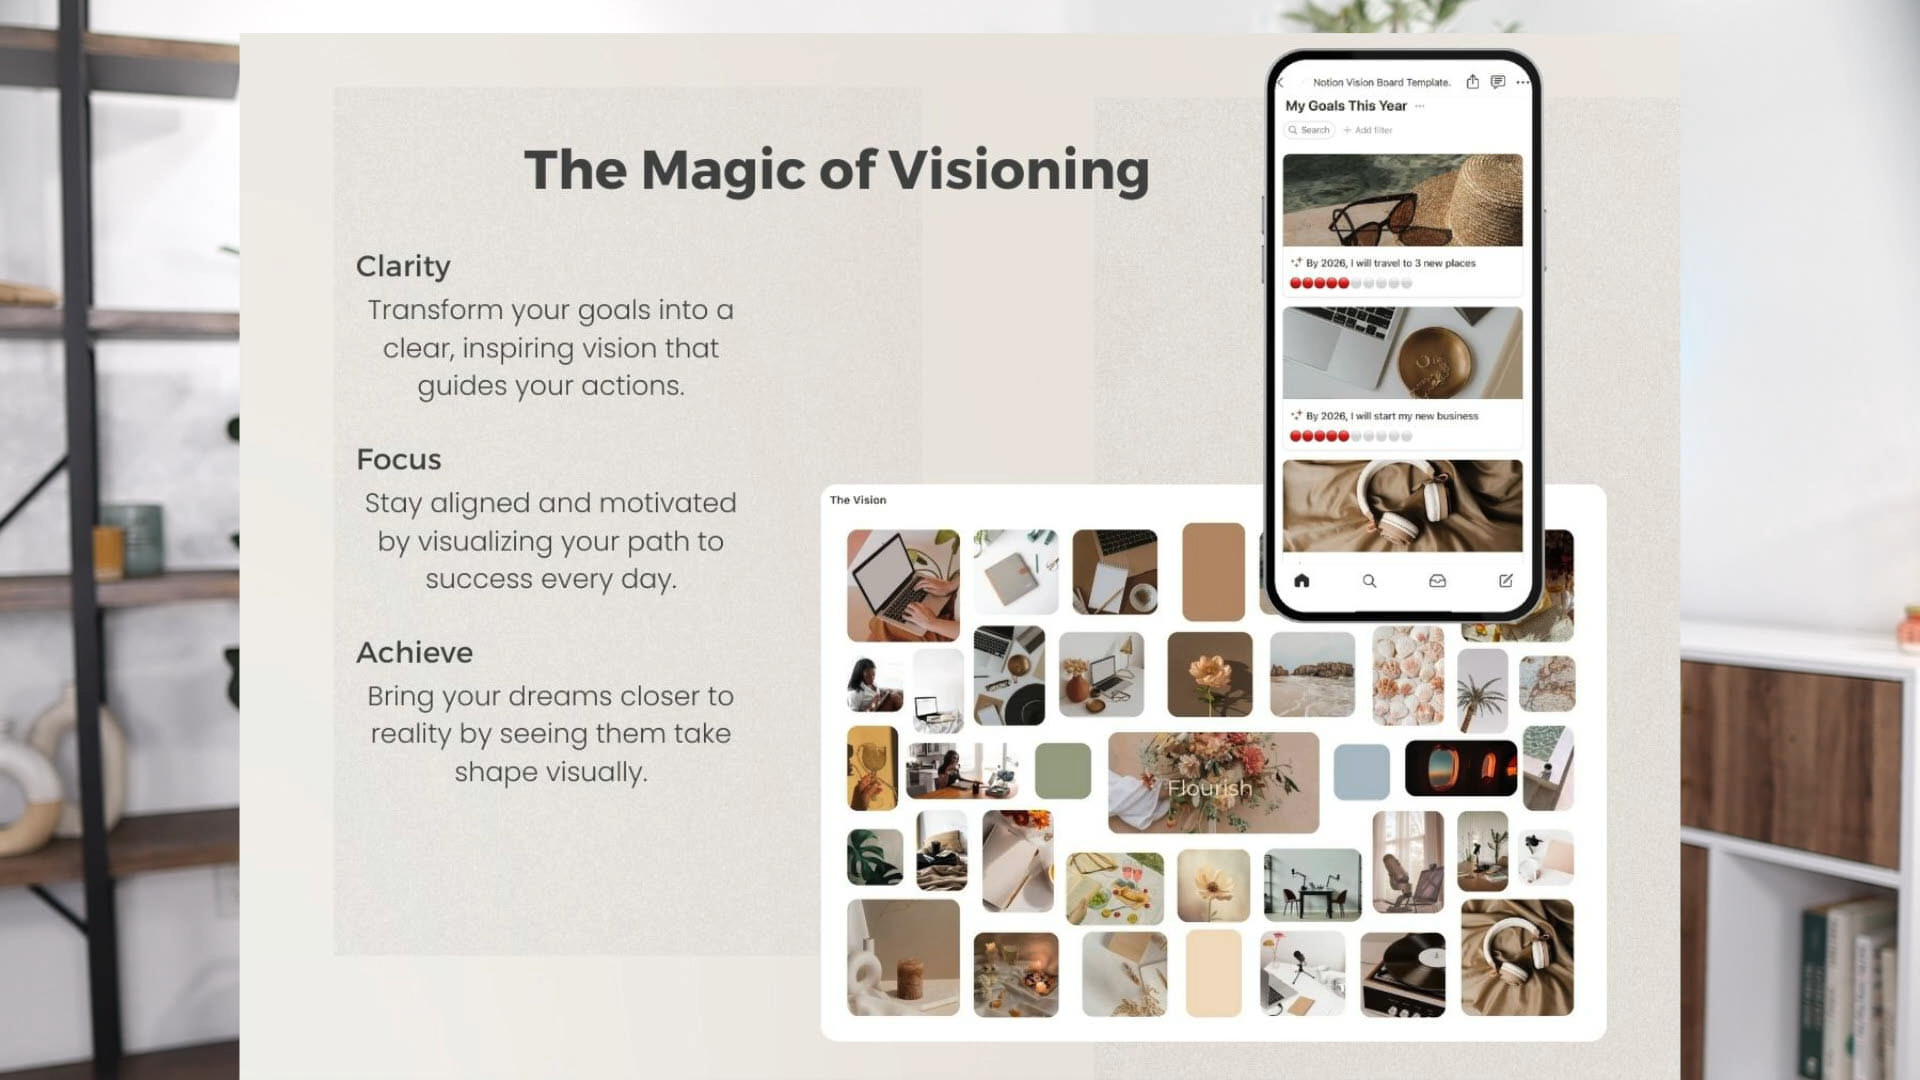 The Magic of Visioning
Clarity
Transform your goals into a
clear, inspiring vision that
guides your actions.
Focus
Stay aligned and motivated
by visualizing your path to
success every day.
Achieve
Bring your dreams closer to
reality by seeing them take
shape visually.
Notion Vision Board Template.
My Goals This Year
Search
Add filter
By 2026, I will travel to 3 new places
By 2026, I will start my new business
The Vision
Flourish